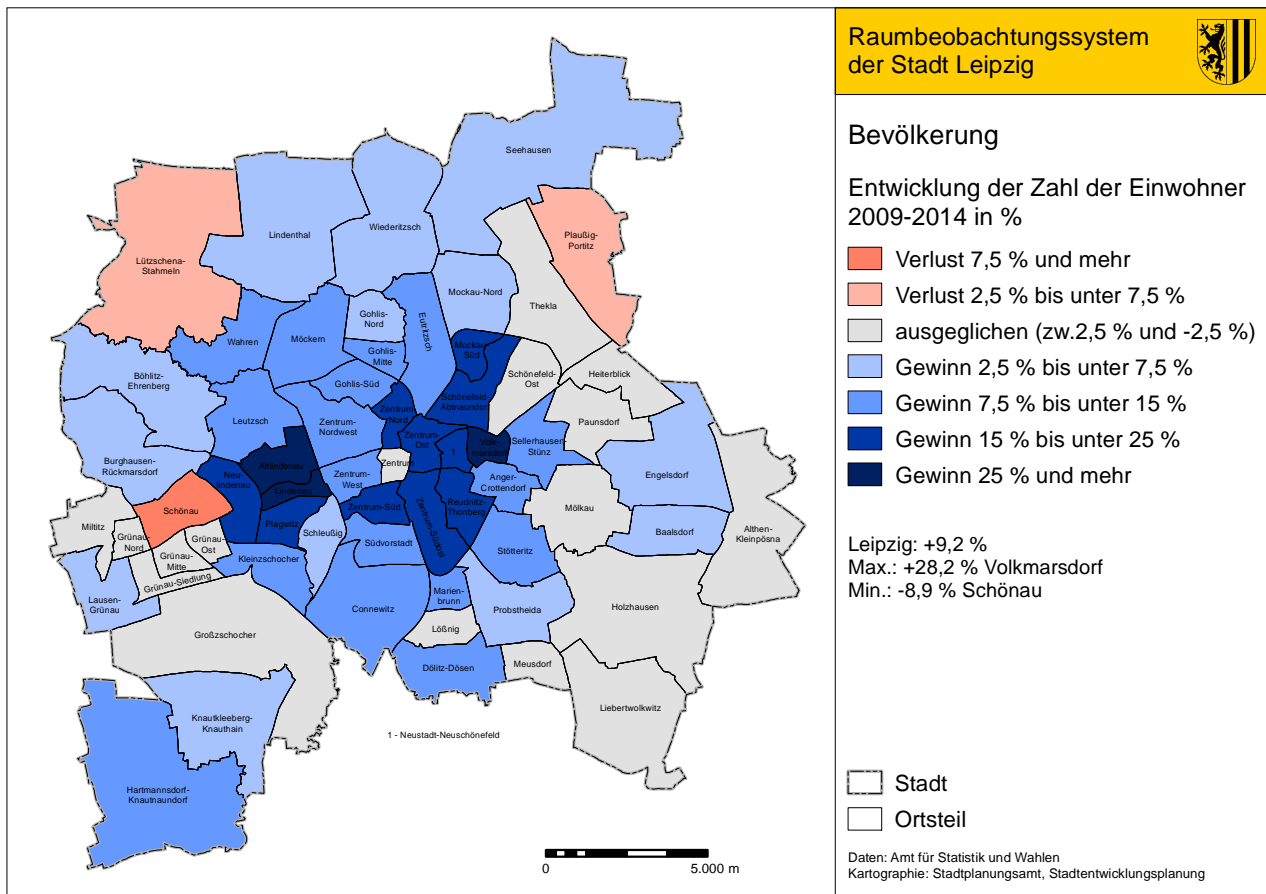 Raumbeobachtungssystem
der Stadt Leipzig
Bevölkerung
Entwicklung der Zahl der Einwohner
2009-2014 in %
Verlust 7,5 % und mehr
Verlust 2,5 % bis unter 7,5 %
ausgeglichen (zw.2,5 % und -2,5 %)
Gewinn 2,5 % bis unter 7,5 %
Gewinn 7,5 % bis unter 15 %
Gewinn 15 % bis unter 25 %
Gewinn 25 % und mehr
Leipzig: +9,2 %
Max.: +28,2 % Volkmarsdorf
Min.: -8,9 % Schönau
Stadt
Ortsteil
Daten: Amt für Statistik und Wahlen
Kartographie: Stadtplanungsamt, Stadtentwicklungsplanung
Seehausen
Lindenthal
Wiederitzsch
Plaußig-
Portitz
Lützschena-
Stahmeln
Mockau-Nord
Thekla
Gohlis-
Nord
Eutritzsch
Wahren
Möckern
Gohlis-
Mitte
Mockau-
Süd
Böhlitz-
Ehrenberg
Gohlis-Süd
Schönefeld-
Ost
Heiterblick
Schönefeld-
Abtnaundorf
Leutzsch
Zentrum-
Nordwest
Zentrum-
Nord
Paunsdorf
Zentrum-
Ost
1
Volk-
marsdorf
Sellerhausen-
Stünz
Burghausen-
Rückmarsdorf
Altlindenau
Zentrum
Neu-
lindenau
Lindenau
Zentrum-
West
Anger-
Crottendorf
Engelsdorf
Schönau
Zentrum-Süd
Zentrum-Südost
Reudnitz-
Thonberg
Mölkau
Plagwitz
Miltitz
Grünau-
Nord
Grünau-
Ost
Schleußig
Südvorstadt
Stötteritz
Baalsdorf
Althen-
Kleinpösna
Grünau-
Mitte
Kleinzschocher
Grünau-Siedlung
Lausen-
Grünau
Connewitz
Marien-
brunn
Probstheida
Holzhausen
Großzschocher
Lößnig
Dölitz-Dösen
Meusdorf
Liebertwolkwitz
Knautkleeberg-
Knauthain
1 - Neustadt-Neuschönefeld
Hartmannsdorf-
Knautnaundorf
0
5.000 m